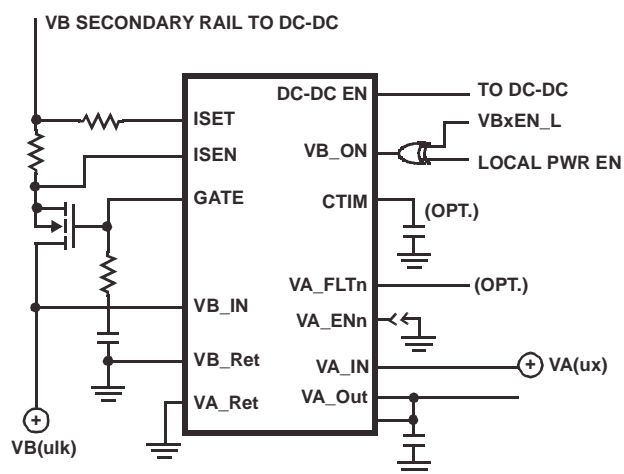 VB SECONDARY RAIL TO DC-DC
DC-DC EN
TO DC-DC
ISET
VBxEN_L
ISEN
VB_ON
LOCAL PWR EN
GATE
CTIM
(OPT.)
VA_FLTn
(OPT.)
VB_IN
VA_ENn
VB_Ret
VA_IN
VA(ux)
VA_Ret
VA_Out
VB(ulk)